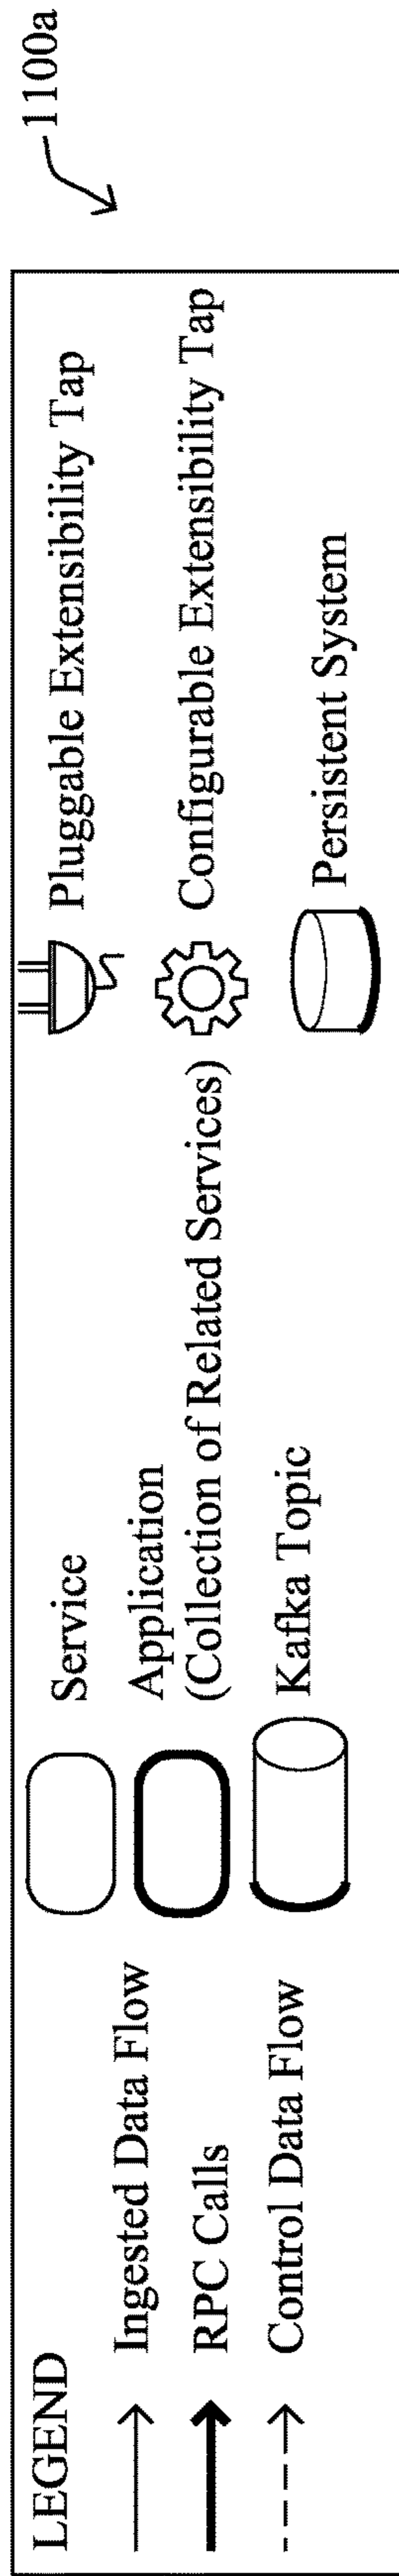 1100a
LEGEND
Ingested Data Flow
RPC Calls
Control Data Flow
Service
Application
(Collection of Related Services)
Kafka Topic
Pluggable Extensibility Tap
Configurable Extensibility Tap
Persistent System